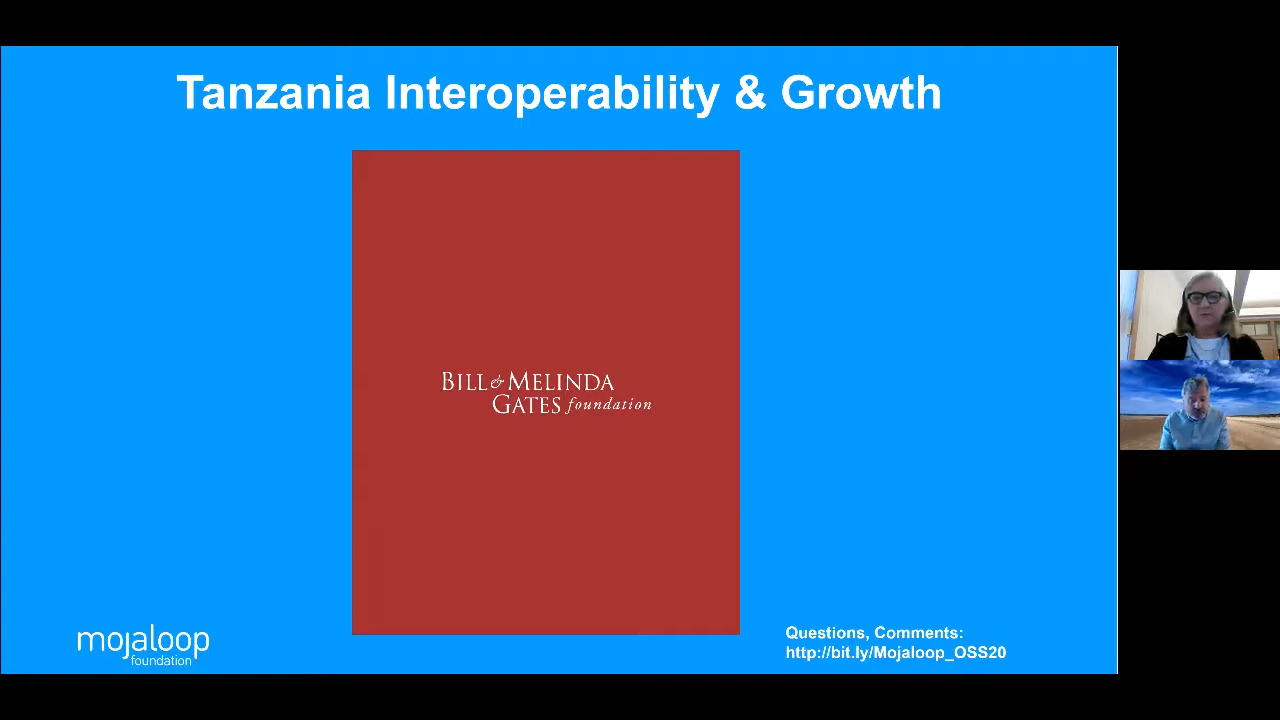 Tanzania Interoperability & Growth
BILL & MELINDA
GATES foundation
mojaloop
foundation
Questions, Comments:
http://bit.ly/Mojaloop_OSS20